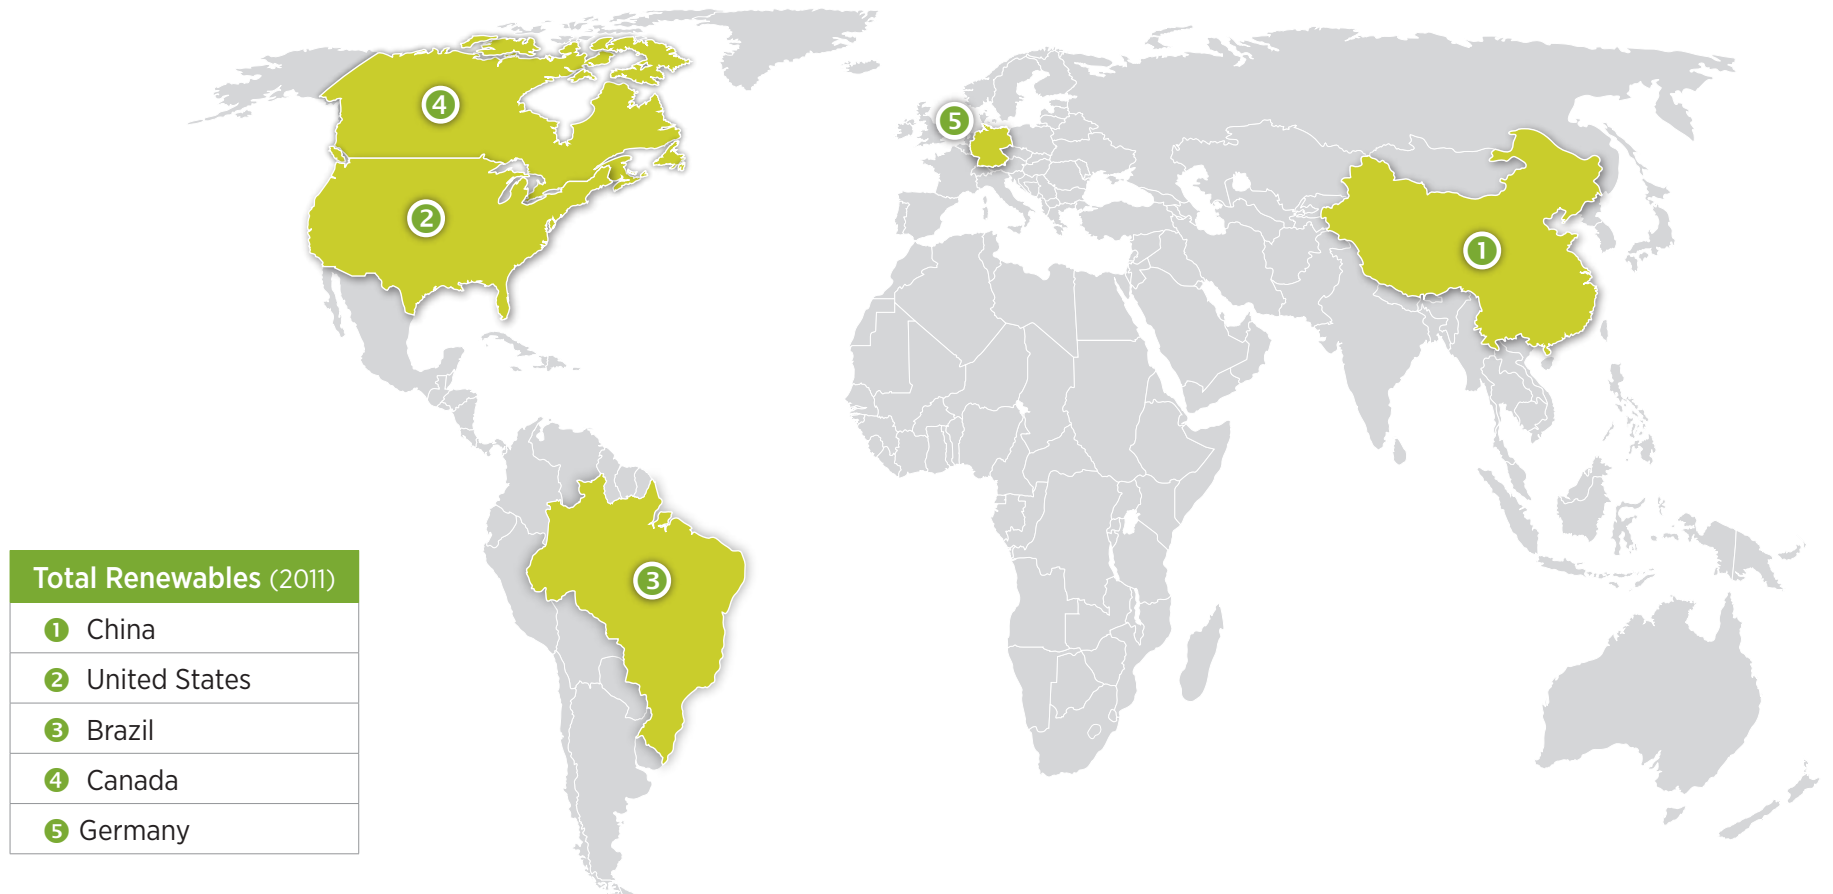 4
5
2
1
3
Total Renewables (2011)
1 China
2 United States
3 Brazil
4 Canada
5 Germany